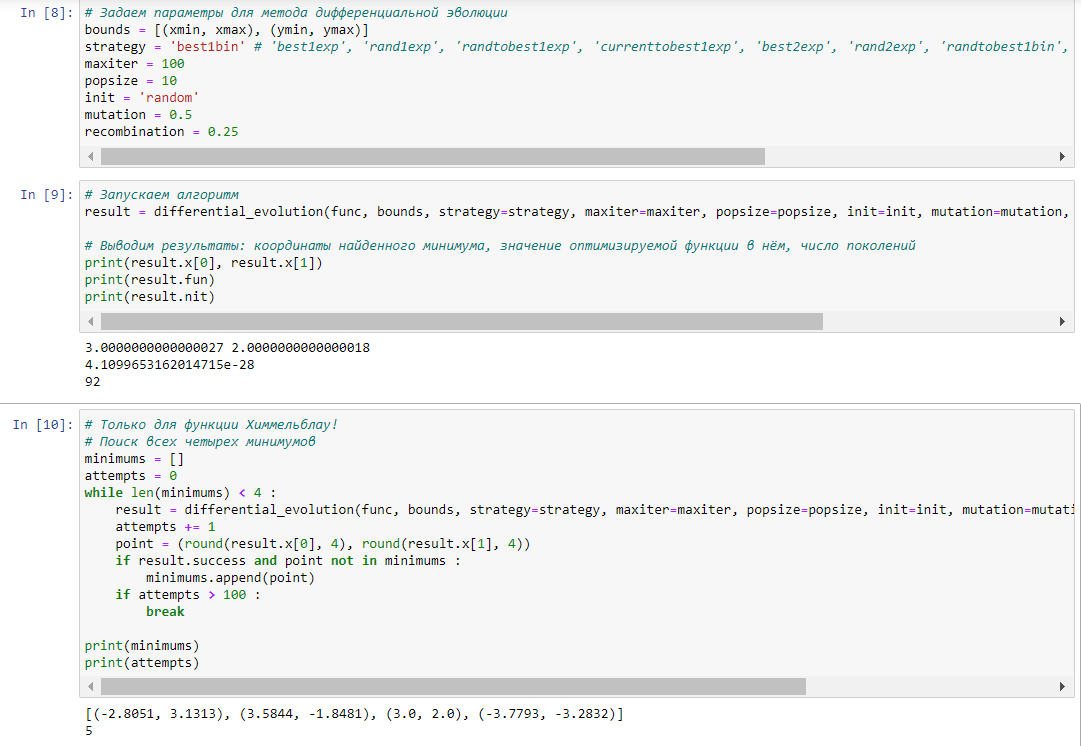 In [8]:
# Задаем параметры для метода дифференциальной эволюции
bounds = [(xmin, xmax), (ymin, ymax)]
strategy = 'best1bin' # 'best1exp', 'rand1exp', 'randtobest1exp', 'currenttobest1exp', 'best2exp', 'rand2exp', 'randtobest1bin',
maxiter = 100
popsize = 10
init = 'random'
mutation = 0.5
recombination = 0.25
In [9]:
# Запускаем алгоритм
result = differential_evolution(func, bounds, strategy=strategy, maxiter=maxiter, popsize=popsize, init=init, mutation=mutation,
# Выводим результаты: координаты найденного минимума, значение оптимизируемой функции в нём, число поколений
print(result.x[0], result.x[1])
print(result.fun)
print(result.nit)
3.0000000000000027 2.0000000000000018
4.1099653162014715e-28
92
In [10]:
# Только для функции Химмельблау!
# Поиск всех четырех минимумов
minimums = []
attempts = 0
while len(minimums) < 4 :
    result = differential_evolution(func, bounds, strategy=strategy, maxiter=maxiter, popsize=popsize, init=init, mutation=mutati
    attempts += 1
    point = (round(result.x[0], 4), round(result.x[1], 4))
    if result.success and point not in minimums :
        minimums.append(point)
    if attempts > 100 :
        break
print(minimums)
print(attempts)
[(-2.8051, 3.1313), (3.5844, -1.8481), (3.0, 2.0), (-3.7793, -3.2832)]
5